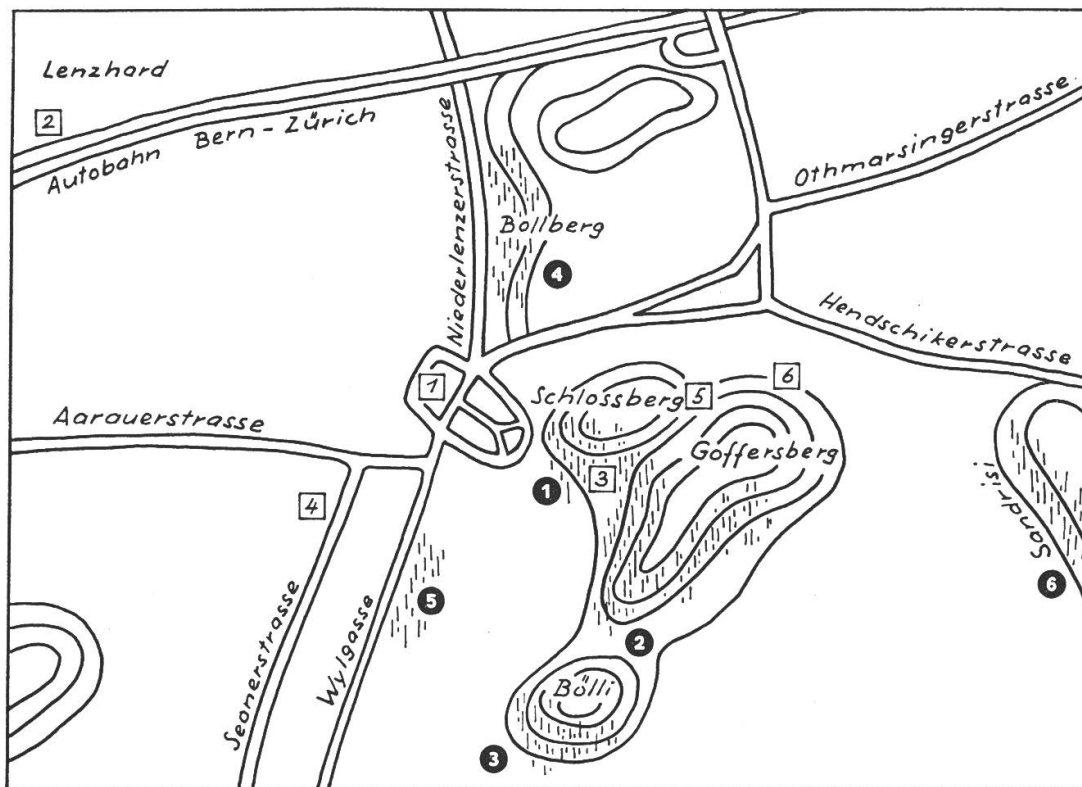 Lenzhard
2
Autobahn Bern-Zürich
Niederlenzerstrasse
Othmarsingerstrasse
Bollberg
4
Hendschikerstrasse
1
Schlossberg
5
6
Aarauerstrasse
Goffersberg
3
1
4
Sandrisi
6
5
2
Seonerstrasse
Wylgasse
Bölli
3